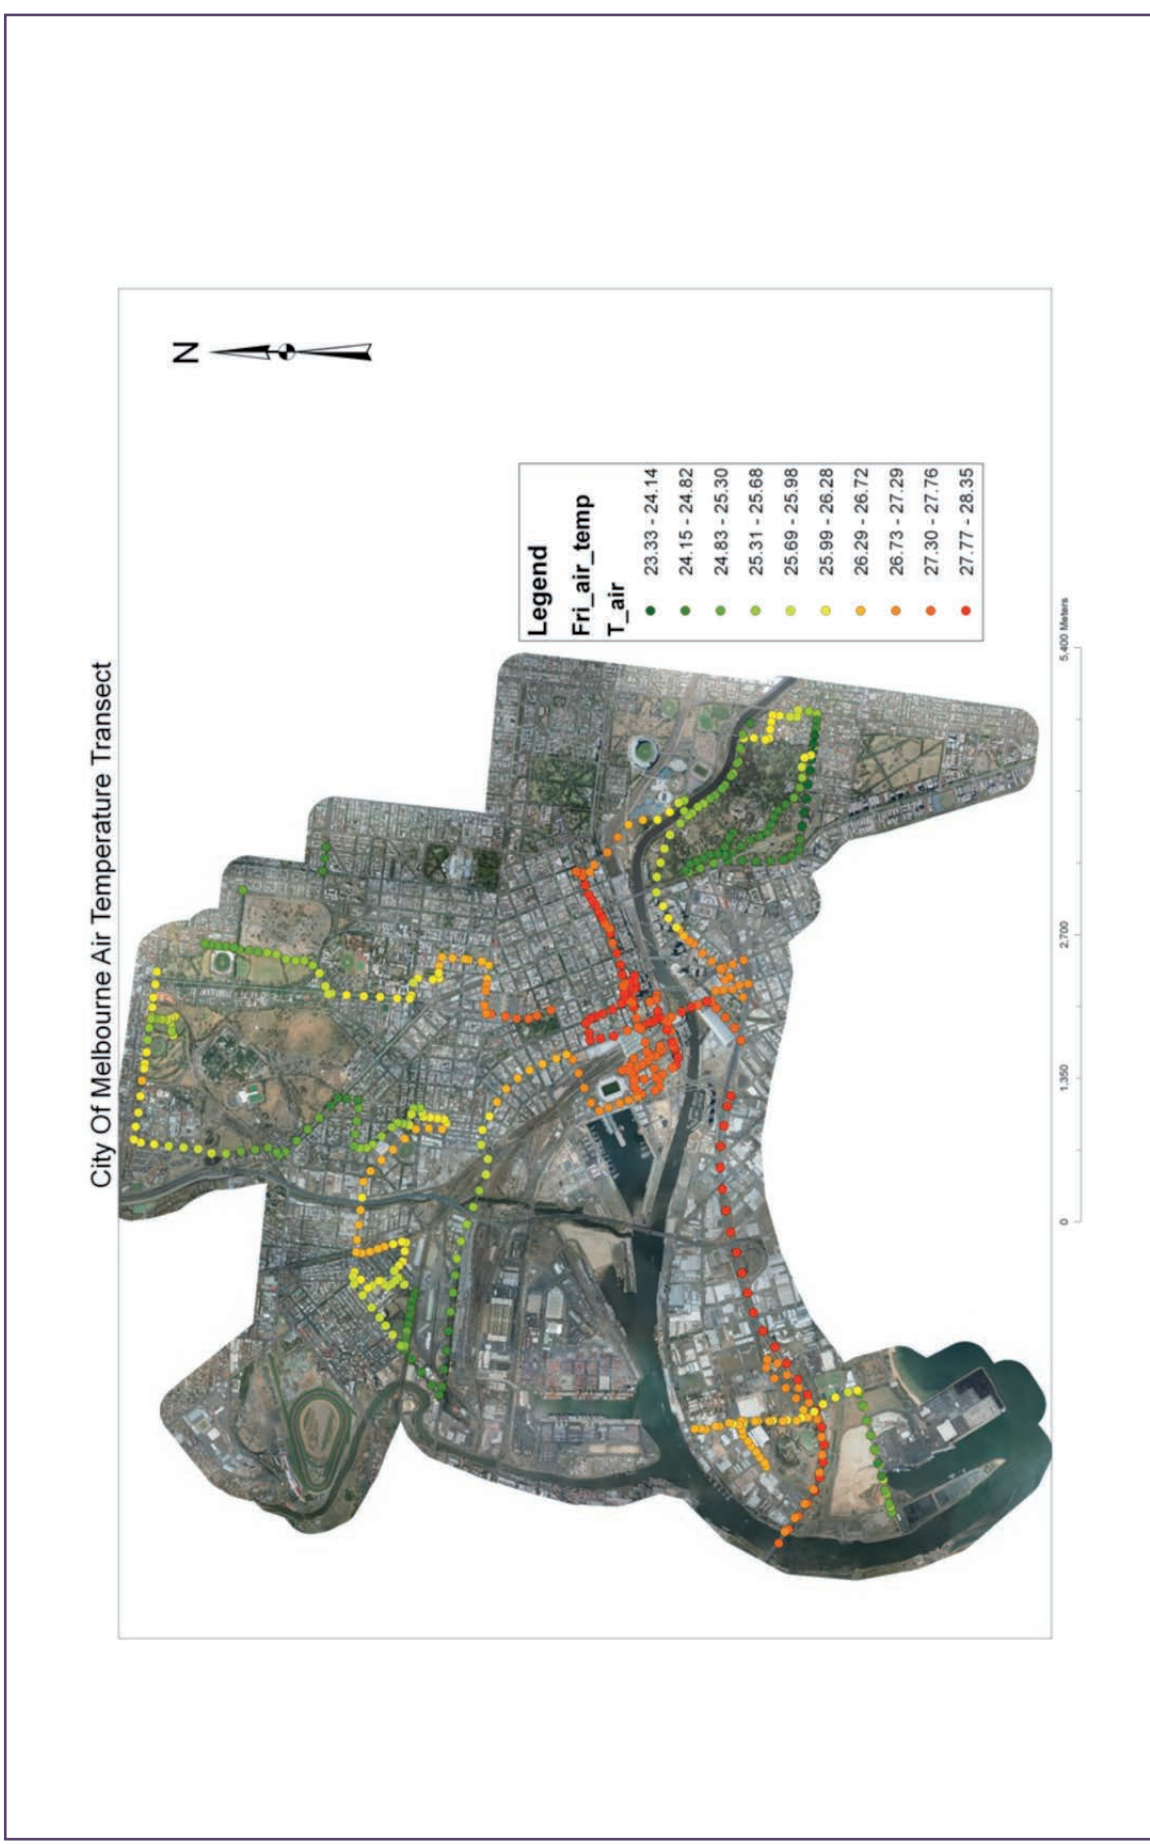 City Of Melbourne Air Temperature Transect
N
Legend
Fri_air_temp
T_air
23.33 - 24.14
24.15 - 24.82
24.83 - 25.30
25.31 - 25.68
25.69 - 25.98
25.99 - 26.28
26.29 - 26.72
26.73 - 27.29
27.30 - 27.76
27.77 - 28.35
0 1,350 2,700 5,400 Meters